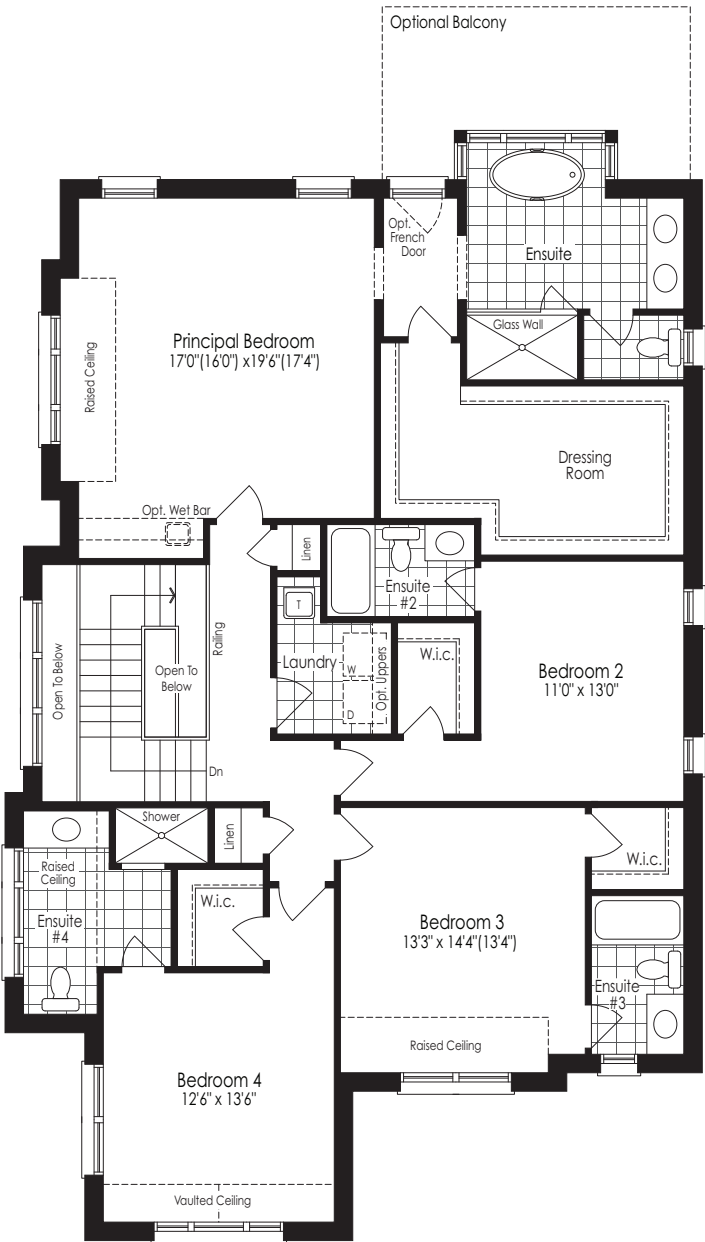 Optional Balcony
Opt.
French
Door
Ensuite
Glass Wall
Principal Bedroom
17'0"(16'0") x19'6"(17'4")
Raised Ceiling
Dressing
Room
Opt. Wet Bar
Linen
Ensuite
#2
T
Laundry
W
D
Opt. Uppers
W.i.c.
Bedroom 2
11'0" x 13'0"
Open To Below
Open To
Below
Railing
Dn
Shower
Linen
Raised
Ceiling
Ensuite
#4
W.i.c.
W.i.c.
Bedroom 3
13'3" x 14'4"(13'4")
Ensuite
#3
Raised Ceiling
Bedroom 4
12'6" x 13'6"
Vaulted Ceiling